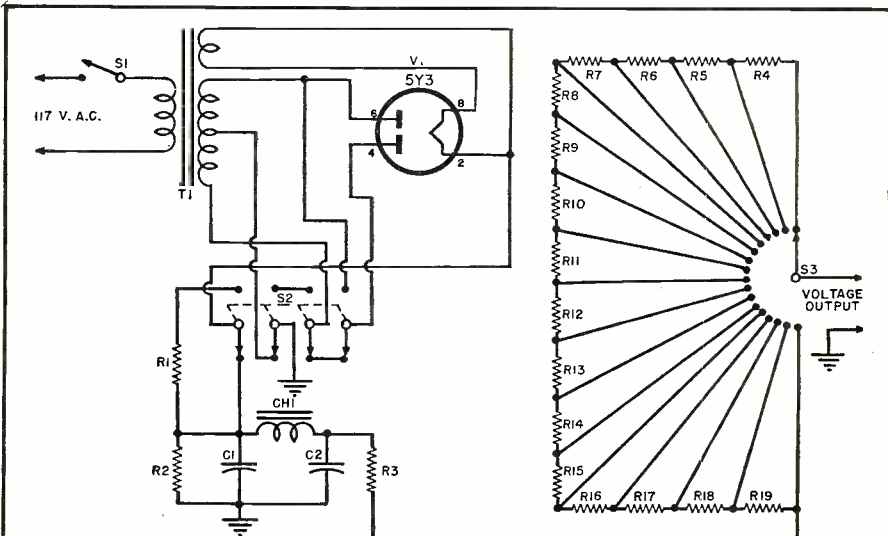 S1
117 V. A.C.
T1
V.
5Y3
6
8
4
2
S2
R1
CH1
R2
C1
C2
R3
R7
R6
R5
R4
R8
R9
R10
R11
S3
VOLTAGE
OUTPUT
R12
R13
R14
R15
R16
R17
R18
R19